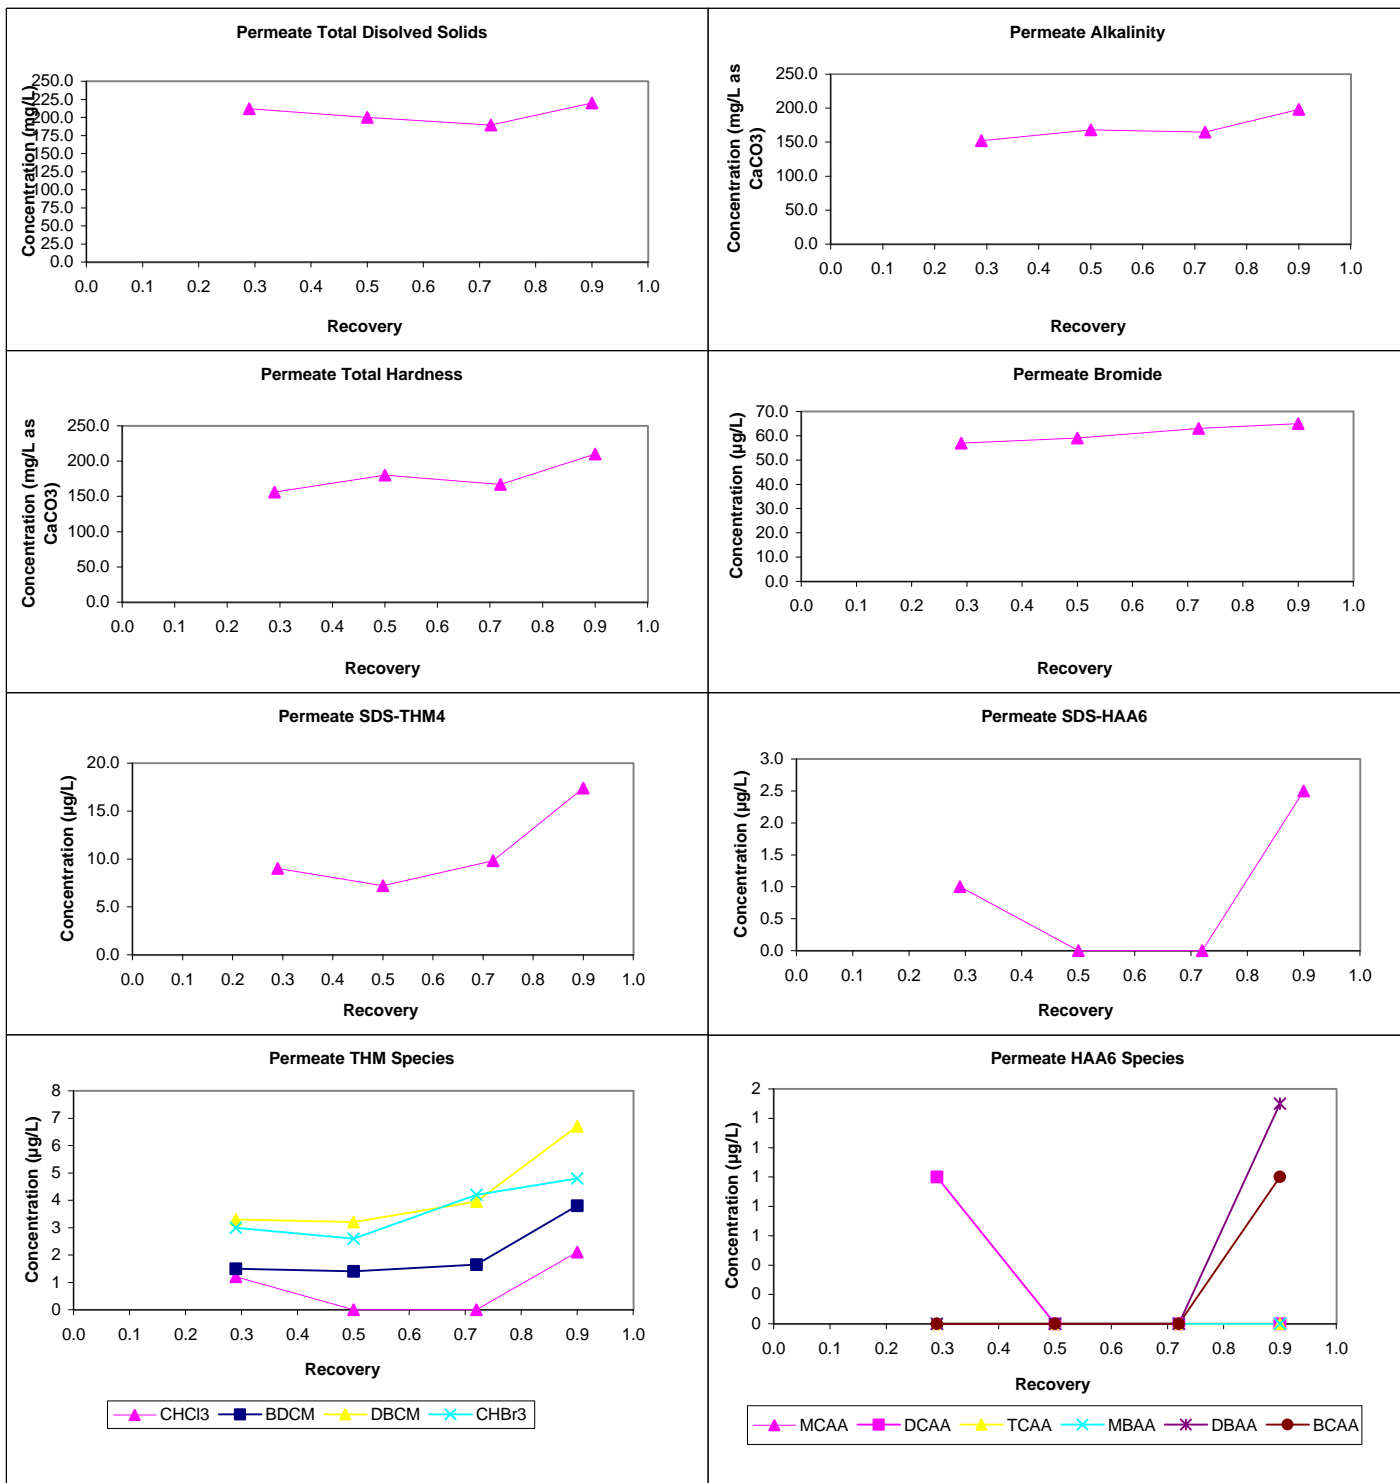 Permeate Total Disolved Solids
Concentration (mg/L)
250.0
225.0
200.0
175.0
150.0
125.0
100.0
75.0
50.0
25.0
0.0
0.0 0.1 0.2 0.3 0.4 0.5 0.6 0.7 0.8 0.9 1.0
Recovery
Permeate Alkalinity
Concentration (mg/L as
CaCO3)
250.0
200.0
150.0
100.0
50.0
0.0
0.0 0.1 0.2 0.3 0.4 0.5 0.6 0.7 0.8 0.9 1.0
Recovery
Permeate Total Hardness
Concentration (mg/L as
CaCO3)
250.0
200.0
150.0
100.0
50.0
0.0
0.0 0.1 0.2 0.3 0.4 0.5 0.6 0.7 0.8 0.9 1.0
Recovery
Permeate Bromide
Concentration (µg/L)
70.0
60.0
50.0
40.0
30.0
20.0
10.0
0.0
0.0 0.1 0.2 0.3 0.4 0.5 0.6 0.7 0.8 0.9 1.0
Recovery
Permeate SDS-THM4
Concentration (µg/L)
20.0
15.0
10.0
5.0
0.0
0.0 0.1 0.2 0.3 0.4 0.5 0.6 0.7 0.8 0.9 1.0
Recovery
Permeate SDS-HAA6
Concentration (µg/L)
3.0
2.5
2.0
1.5
1.0
0.5
0.0
0.0 0.1 0.2 0.3 0.4 0.5 0.6 0.7 0.8 0.9 1.0
Recovery
Permeate THM Species
Concentration (µg/L)
8
7
6
5
4
3
2
1
0
0.0 0.1 0.2 0.3 0.4 0.5 0.6 0.7 0.8 0.9 1.0
Recovery
CHCl3 BDCM DBCM CHBr3
Permeate HAA6 Species
Concentration (µg/L)
2
1
1
1
1
1
0
0
0
0.0 0.1 0.2 0.3 0.4 0.5 0.6 0.7 0.8 0.9 1.0
Recovery
MCAA DCAA TCAA MBAA DBAA BCAA